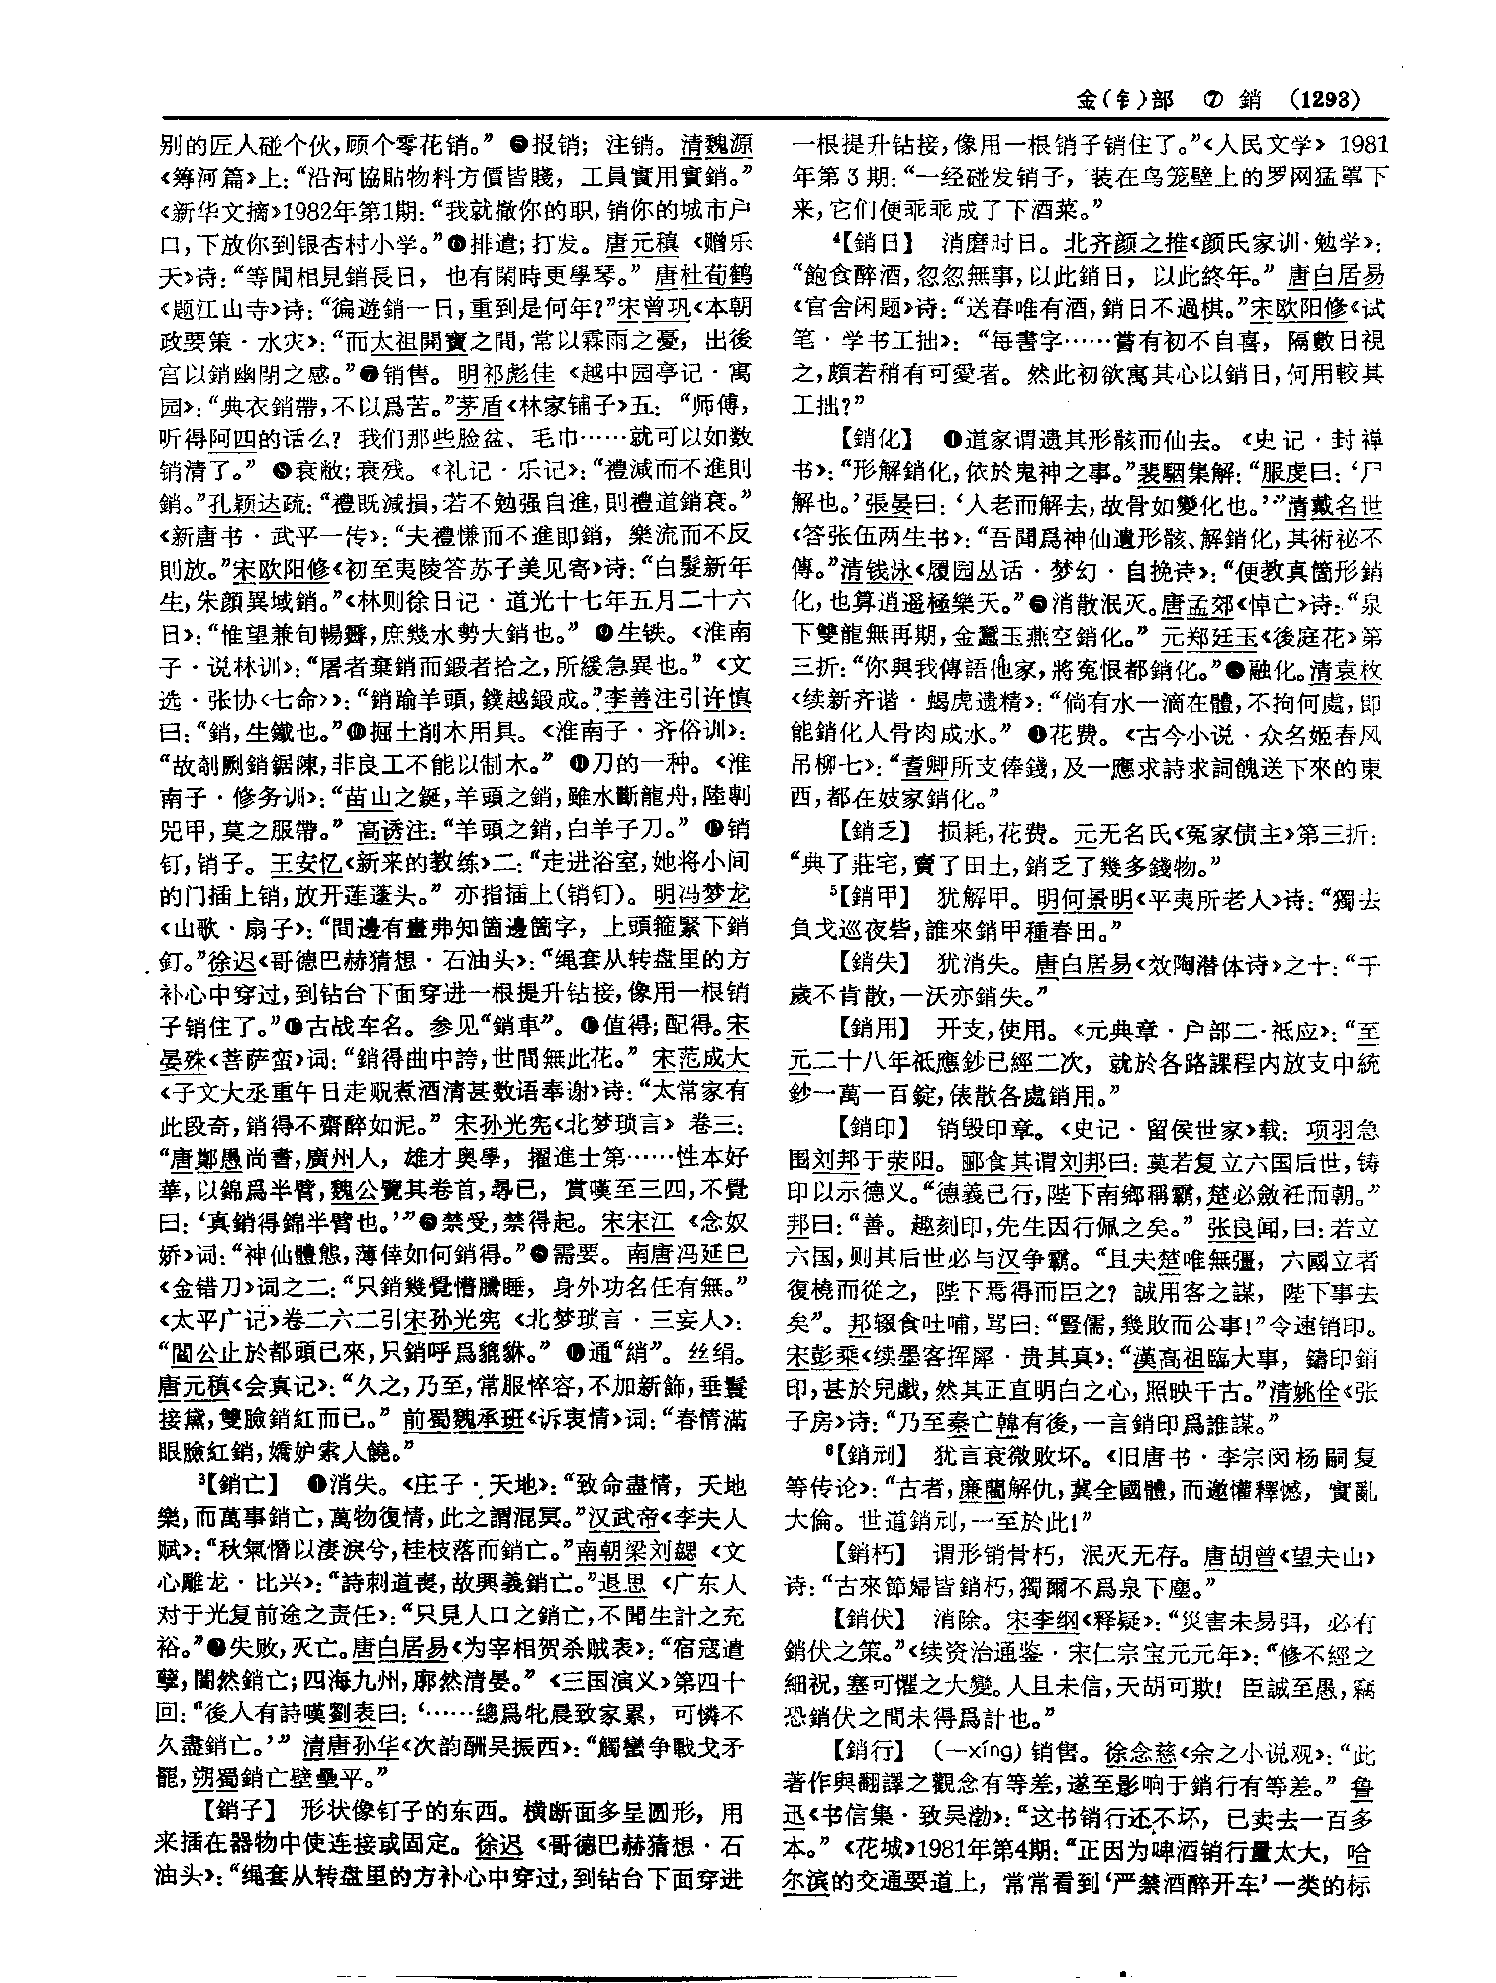 金(钅)部 ⑦ 銷 (1293)
别的匠人碰个伙,顾个零花销。” ❺报销；注销。清魏源
《筹河篇》上：“沿河協貼物料方價皆賤，工員實用實銷。”
《新华文摘》1982年第1期：“我就撤你的职,销你的城市户
口,下放你到银杏村小学。”❻排遣；打发。唐元稹《赠乐
天》诗：“等閒相見銷長日，也有閑時更學琴。” 唐杜荀鹤
《题江山寺》诗：“徧遊銷一日,重到是何年?”宋曾巩《本朝
政要策·水灾》：“而太祖開寶之間,常以霖雨之憂，出後
宫以銷幽閉之感。”❼销售。明祁彪佳《越中园亭记·寓
园》：“典衣銷帶,不以爲苦。”茅盾《林家铺子》五：“师傅,
听得阿四的话么？我们那些脸盆、毛巾……就可以如数
销清了。” ❽衰敝；衰残。《礼记·乐记》：“禮減而不進則
銷。”孔颖达疏：“禮既減損,若不勉强自進,則禮道銷衰。”
《新唐书·武平一传》：“夫禮慊而不進即銷，樂流而不反
則放。”宋欧阳修《初至夷陵答苏子美见寄》诗：“白髮新年
生,朱顔異域銷。”《林则徐日记·道光十七年五月二十六
日》：“惟望兼旬暢霽,庶幾水勢大銷也。” ❾生铁。《淮南
子·说林训》：“屠者棄銷而鍛者拾之,所緩急異也。”《文
选·张协〈七命〉》：“銷踰羊頭,鏷越鍛成。”李善注引许慎
曰：“銷,生鐵也。”❿掘土削木用具。《淮南子·齐俗训》：
“故剞劂銷鋸陳,非良工不能以制木。” ⓫刀的一种。《淮
南子·修务训》：“苗山之鋌,羊頭之銷,雖水斷龍舟,陸剸
兕甲,莫之服帶。” 高诱注：“羊頭之銷,白羊子刀。” ⓬销
钉,销子。王安忆《新来的教练》二：“走进浴室,她将小间
的门插上销,放开莲蓬头。” 亦指插上(销钉)。明冯梦龙
《山歌·扇子》：“間邊有畫弗知箇邊箇字，上頭箍緊下銷
釘。”徐迟《哥德巴赫猜想·石油头》：“绳套从转盘里的方
补心中穿过,到钻台下面穿进一根提升钻接,像用一根销
子销住了。”⓭古战车名。参见“銷車”。 ⓮值得；配得。宋
晏殊《菩萨蛮》词：“銷得曲中誇,世間無此花。” 宋范成大
《子文大丞重午日走贶煮酒清甚数语奉谢》诗：“太常家有
此段奇,銷得不齋醉如泥。” 宋孙光宪《北梦琐言》卷三：
“唐鄭愚尚書,廣州人，雄才奥學，擢進士第……性本好
華,以錦爲半臂,魏公覽其卷首,尋已，賞嘆至三四,不覺
曰：‘真銷得錦半臂也。’”⓯禁受,禁得起。宋宋江《念奴
娇》词：“神仙體態,薄倖如何銷得。”⓰需要。南唐冯延巳
《金错刀》词之二：“只銷幾覺懵騰睡，身外功名任有無。”
《太平广记》卷二六二引宋孙光宪《北梦琐言·三妄人》：
“閻公止於都頭已來,只銷呼爲貔貅。” ⓱通“綃”。丝绢。
唐元稹《会真记》：“久之,乃至,常服悴容,不加新飾,垂鬟
接黛,雙臉銷紅而已。” 前蜀魏承班《诉衷情》词：“春情滿
眼臉紅銷,嬌妒索人饒。”
³【銷亡】 ❶消失。《庄子·天地》：“致命盡情，天地
樂,而萬事銷亡,萬物復情,此之謂混冥。”汉武帝《李夫人
赋》：“秋氣憯以淒淚兮,桂枝落而銷亡。”南朝梁刘勰《文
心雕龙·比兴》：“詩刺道喪,故興義銷亡。”退思《广东人
对于光复前途之责任》：“只見人口之銷亡,不聞生計之充
裕。”❷失败,灭亡。唐白居易《为宰相贺杀贼表》：“宿寇遺
孽,闇然銷亡；四海九州,廓然清晏。”《三国演义》第四十
回：“後人有詩嘆劉表曰：‘……總爲牝晨致家累，可憐不
久盡銷亡。’” 清唐孙华《次韵酬吴振西》：“觸蠻争戰戈矛
罷,朔蜀銷亡壁壘平。”
【銷子】 形状像钉子的东西。横断面多呈圆形，用
来插在器物中使连接或固定。徐迟《哥德巴赫猜想·石
油头》：“绳套从转盘里的方补心中穿过,到钻台下面穿进
一根提升钻接,像用一根销子销住了。”《人民文学》1981
年第3期：“一经碰发销子，装在鸟笼壁上的罗网猛罩下
来,它们便乖乖成了下酒菜。”
⁴【銷日】 消磨时日。北齐颜之推《颜氏家训·勉学》：
“飽食醉酒,忽忽無事,以此銷日，以此終年。” 唐白居易
《官舍闲题》诗：“送春唯有酒,銷日不過棋。”宋欧阳修《试
笔·学书工拙》：“每書字……嘗有初不自喜，隔數日視
之,頗若稍有可愛者。然此初欲寓其心以銷日,何用較其
工拙?”
【銷化】 ❶道家谓遗其形骸而仙去。《史记·封禅
书》：“形解銷化,依於鬼神之事。”裴駰集解：“服虔曰：‘尸
解也。’張晏曰：‘人老而解去,故骨如變化也。’”清戴名世
《答张伍两生书》：“吾聞爲神仙遺形骸、解銷化,其術祕不
傳。”清钱泳《履园丛话·梦幻·自挽诗》：“便教真箇形銷
化,也算逍遥極樂天。”❷消散泯灭。唐孟郊《悼亡》诗：“泉
下雙龍無再期,金蠶玉燕空銷化。” 元郑廷玉《後庭花》第
三折：“你與我傳語他家,將寃恨都銷化。”❸融化。清袁枚
《续新齐谐·蝎虎遗精》：“倘有水一滴在體,不拘何處,即
能銷化人骨肉成水。” ❹花费。《古今小说·众名姬春风
吊柳七》：“耆卿所支俸錢,及一應求詩求詞餽送下來的東
西,都在妓家銷化。”
【銷乏】 损耗,花费。元无名氏《冤家债主》第三折：
“典了莊宅,賣了田土,銷乏了幾多錢物。”
⁵【銷甲】 犹解甲。明何景明《平夷所老人》诗：“獨去
負戈巡夜砦,誰來銷甲種春田。”
【銷失】 犹消失。唐白居易《效陶潜体诗》之十：“千
歲不肯散,一沃亦銷失。”
【銷用】 开支,使用。《元典章·户部二·祗应》：“至
元二十八年祗應鈔已經二次，就於各路課程内放支中統
鈔一萬一百錠,俵散各處銷用。”
【銷印】 销毁印章。《史记·留侯世家》载：项羽急
围刘邦于荥阳。郦食其谓刘邦曰：莫若复立六国后世,铸
印以示德义。“德義已行,陛下南鄉稱霸,楚必斂衽而朝。”
邦曰：“善。趣刻印,先生因行佩之矣。” 张良闻,曰：若立
六国,则其后世必与汉争霸。“且夫楚唯無彊，六國立者
復橈而從之，陛下焉得而臣之？誠用客之謀，陛下事去
矣”。邦辍食吐哺,骂曰：“豎儒,幾敗而公事！”令速销印。
宋彭乘《续墨客挥犀·贵其真》：“漢高祖臨大事，鑄印銷
印,甚於兒戲,然其正直明白之心,照映千古。”清姚佺《张
子房》诗：“乃至秦亡韓有後,一言銷印爲誰謀。”
⁶【銷刓】 犹言衰微败坏。《旧唐书·李宗闵杨嗣复
等传论》：“古者,廉藺解仇,冀全國體,而邀懽釋憾，實亂
大倫。世道銷刓,一至於此！”
【銷朽】 谓形销骨朽，泯灭无存。唐胡曾《望夫山》
诗：“古來節婦皆銷朽,獨爾不爲泉下塵。”
【銷伏】 消除。宋李纲《释疑》：“災害未易弭，必有
銷伏之策。”《续资治通鉴·宋仁宗宝元元年》：“修不經之
細祝,塞可懼之大變。人且未信,天胡可欺！臣誠至愚,竊
恐銷伏之間未得爲計也。”
【銷行】 (—xíng) 销售。徐念慈《余之小说观》：“此
著作與翻譯之觀念有等差,遂至影响于銷行有等差。” 鲁
迅《书信集·致吴渤》：“这书销行还不坏，已卖去一百多
本。”《花城》1981年第4期：“正因为啤酒销行量太大，哈
尔滨的交通要道上，常常看到‘严禁酒醉开车’一类的标